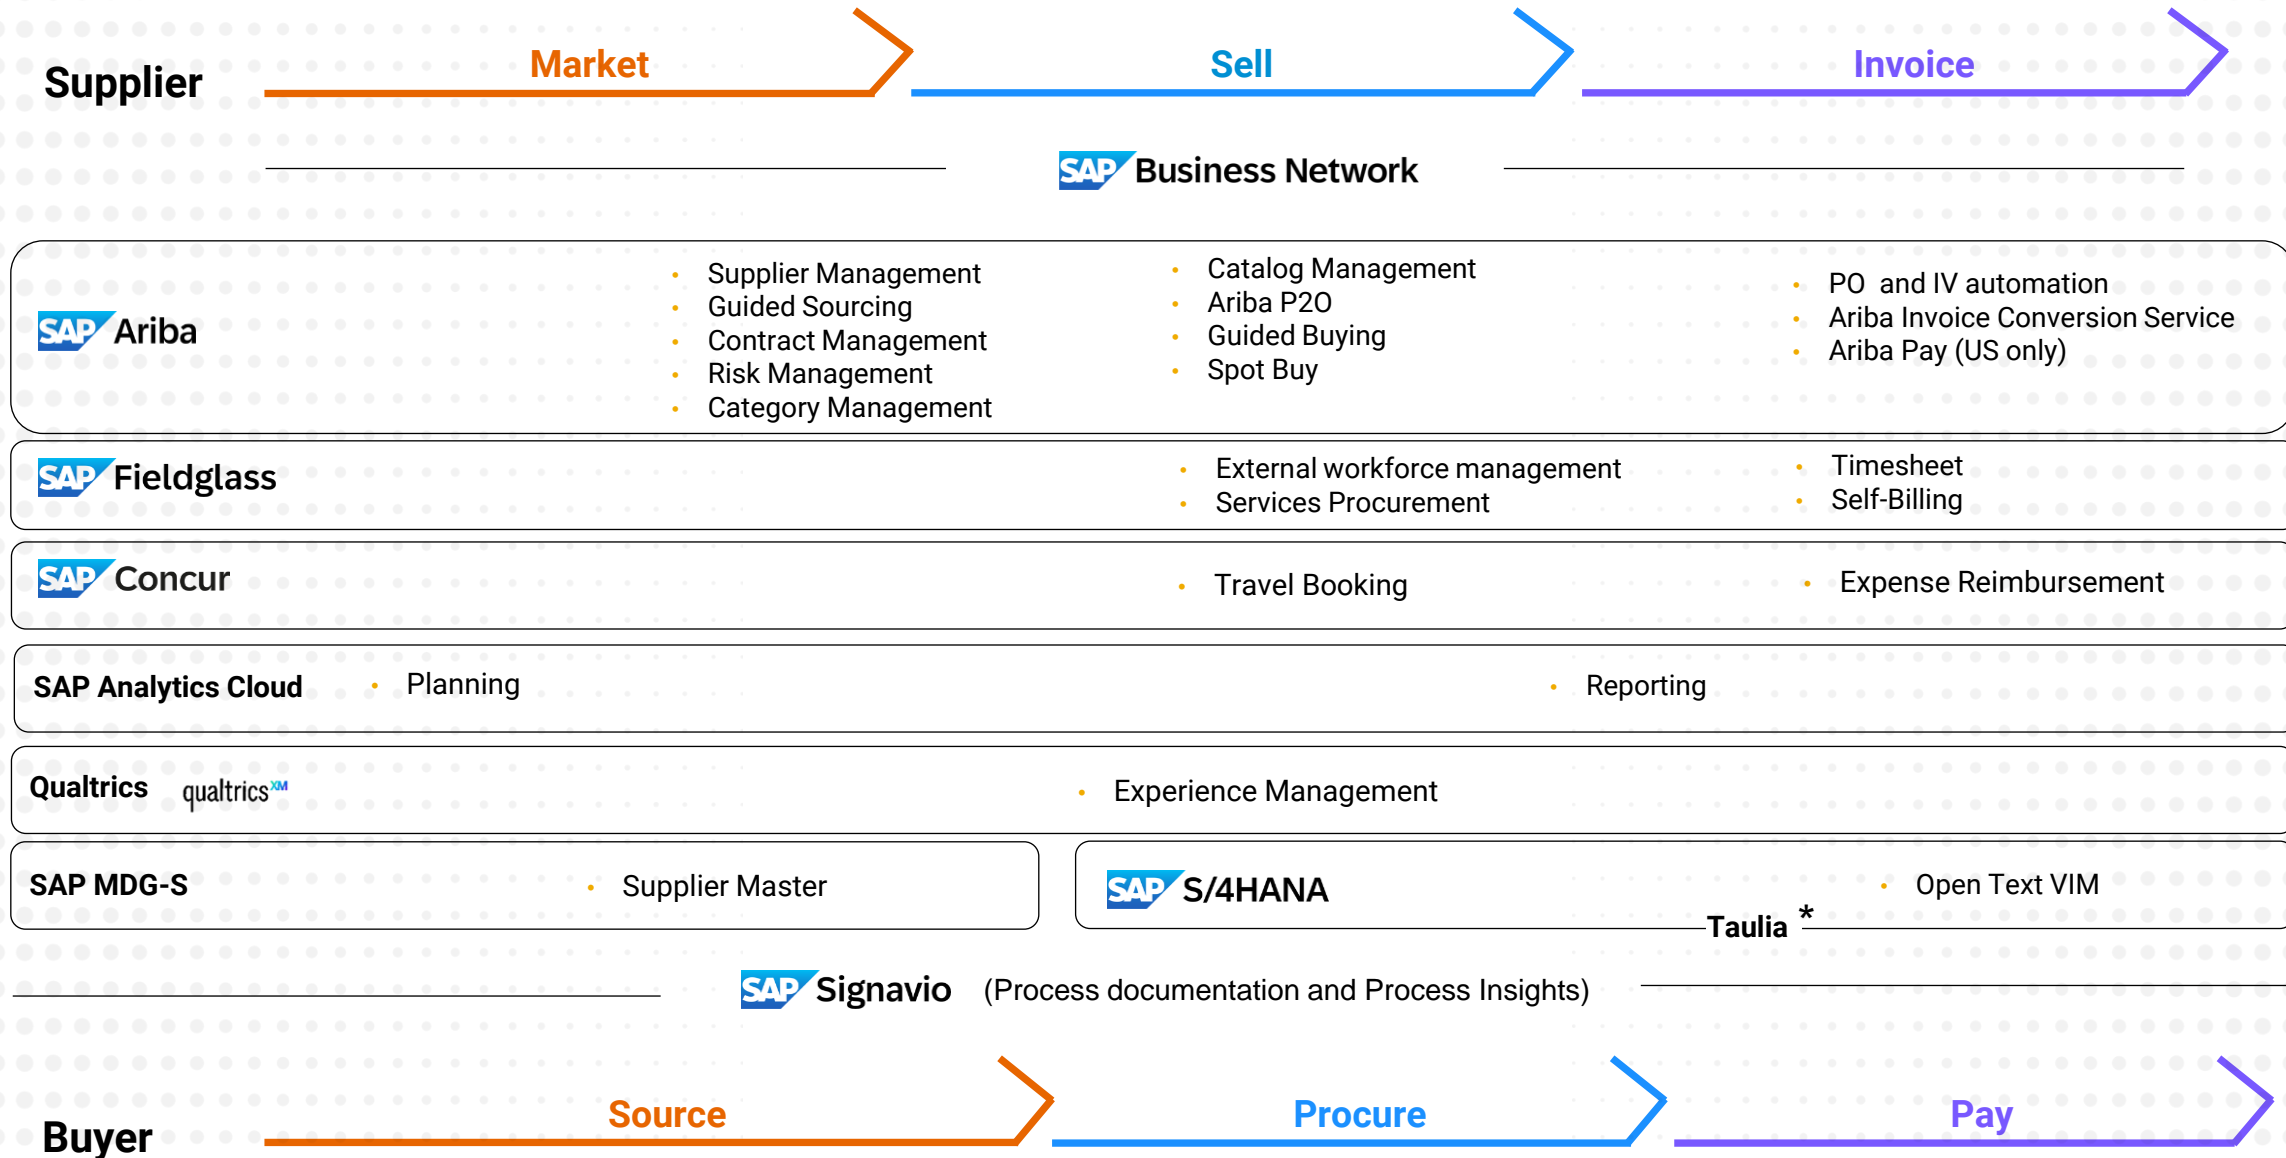 Supplier
Market
Sell
Invoice
SAP Business Network
SAP Ariba
• Supplier Management
• Guided Sourcing
• Contract Management
• Risk Management
• Category Management
• Catalog Management
• Ariba P2O
• Guided Buying
• Spot Buy
• PO and IV automation
• Ariba Invoice Conversion Service
• Ariba Pay (US only)
SAP Fieldglass
• External workforce management
• Services Procurement
• Timesheet
• Self-Billing
SAP Concur
• Travel Booking
• Expense Reimbursement
SAP Analytics Cloud
• Planning
• Reporting
Qualtrics qualtrics XM
• Experience Management
SAP MDG-S
• Supplier Master
SAP S/4HANA
• Open Text VIM
Taulia *
SAP Signavio (Process documentation and Process Insights)
Buyer
Source
Procure
Pay